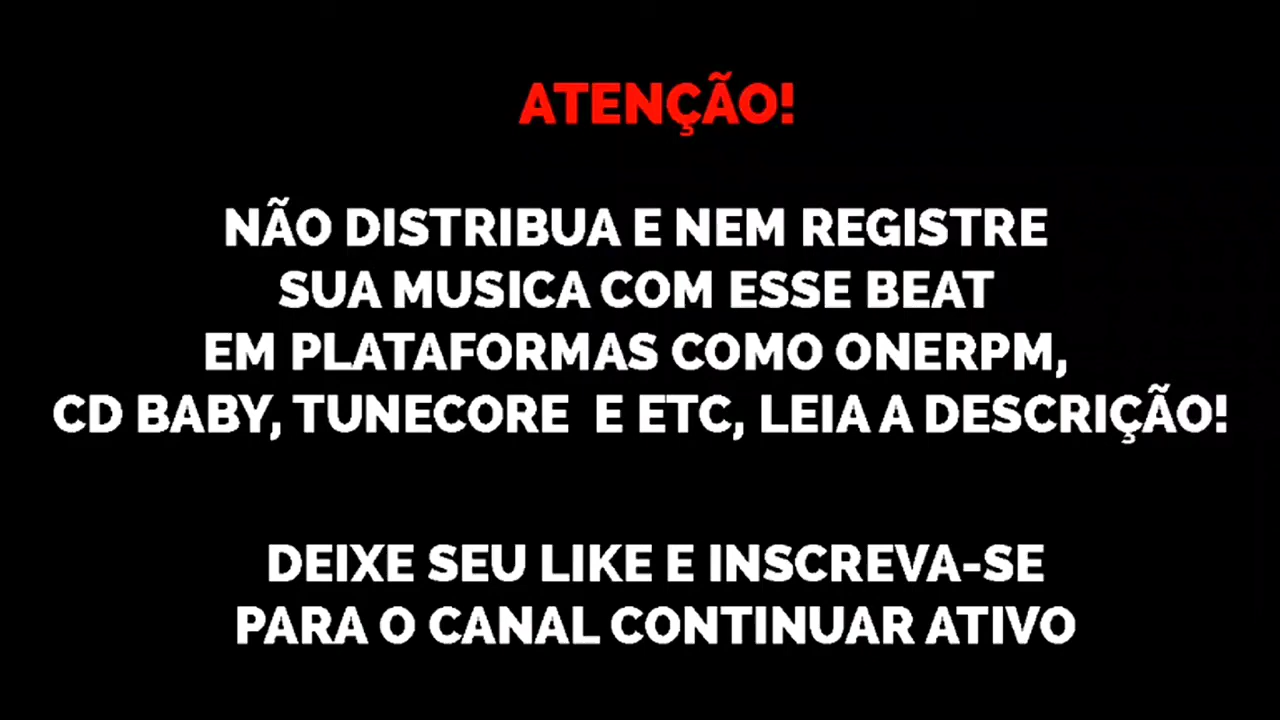 ATENÇÃO!
NÃO DISTRIBUA E NEM REGISTRE
SUA MUSICA COM ESSE BEAT
EM PLATAFORMAS COMO ONERPM,
CD BABY, TUNECORE E ETC, LEIA A DESCRIÇÃO!
DEIXE SEU LIKE E INSCREVA-SE
PARA O CANAL CONTINUAR ATIVO